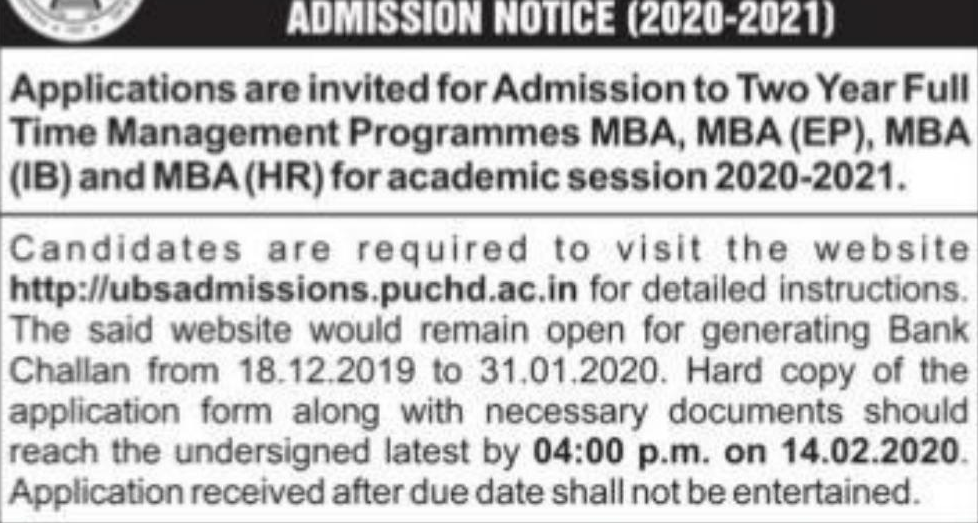 ADMISSION NOTICE (2020-2021)
Applications are invited for Admission to Two Year Full
Time Management Programmes MBA, MBA (EP), MBA
(IB) and MBA (HR) for academic session 2020-2021.
Candidates are required to visit the website
http://ubsadmissions.puchd.ac.in for detailed instructions.
The said website would remain open for generating Bank
Challan from 18.12.2019 to 31.01.2020. Hard copy of the
application form along with necessary documents should
reach the undersigned latest by 04:00 p.m. on 14.02.2020.
Application received after due date shall not be entertained.